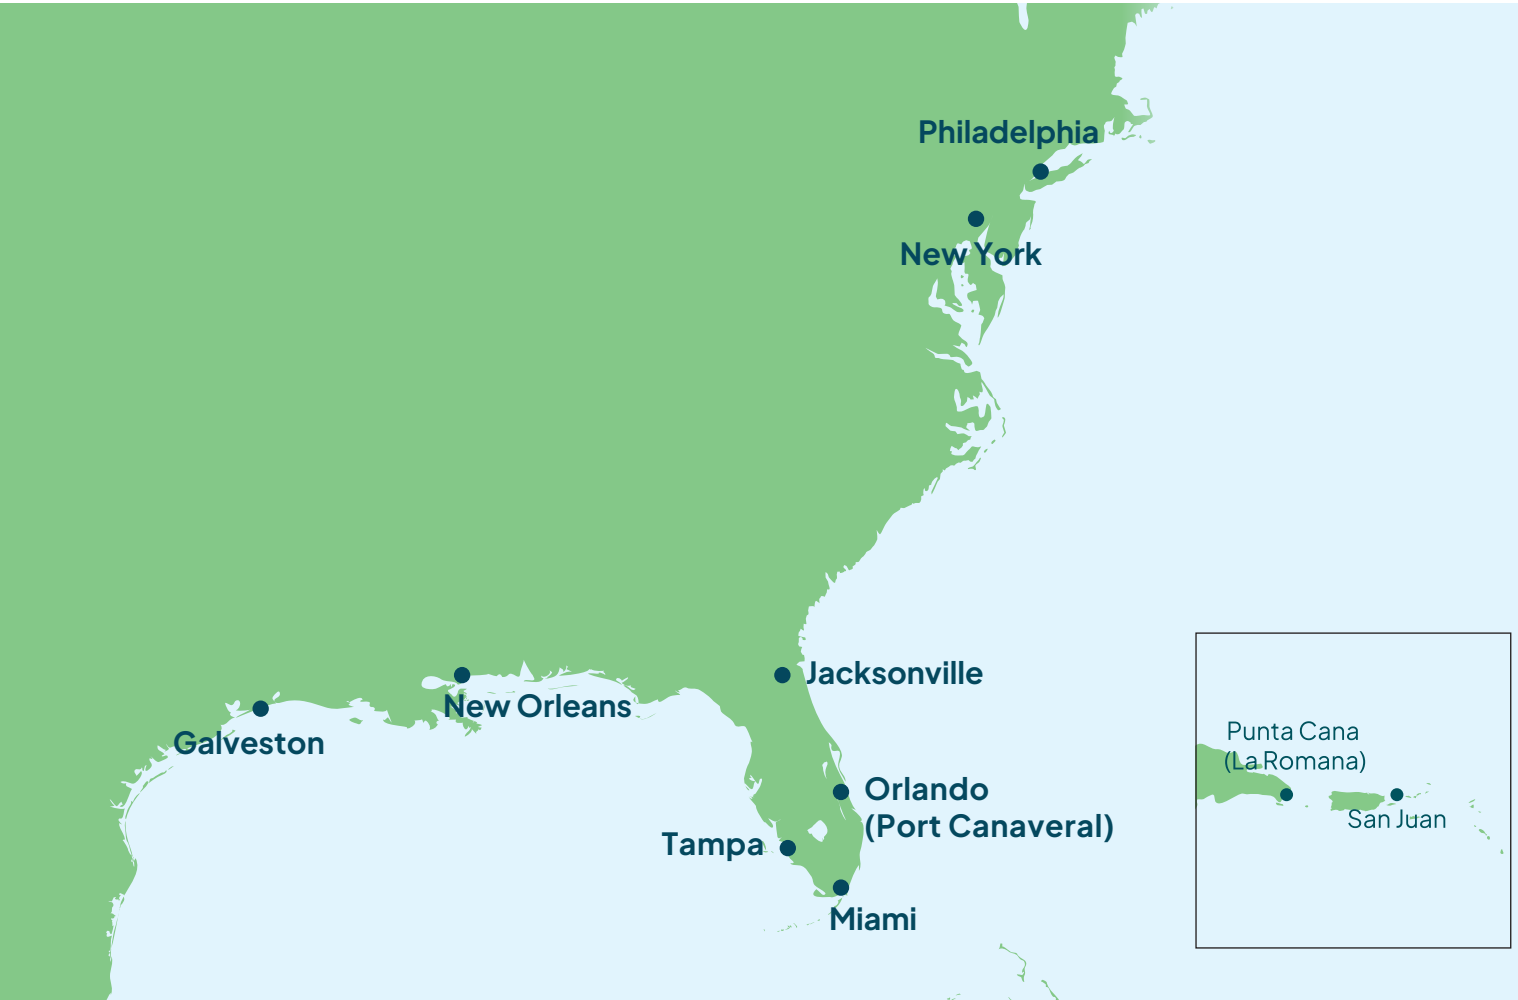 Philadelphia
New York
Jacksonville
New Orleans
Galveston
Orlando
(Port Canaveral)
Tampa
Miami
Punta Cana
(La Romana)
San Juan